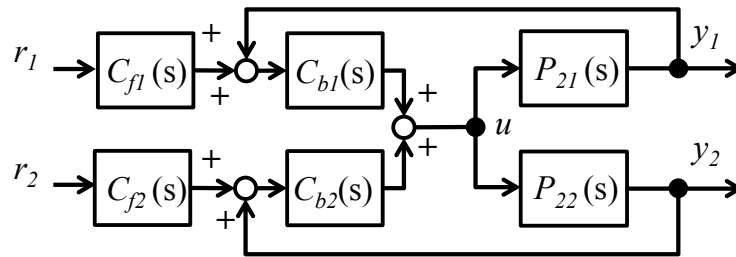 r1 + Cf1(s) + Cb1(s) + P21(s) y1
u
r2 + Cf2(s) + Cb2(s) + P22(s) y2